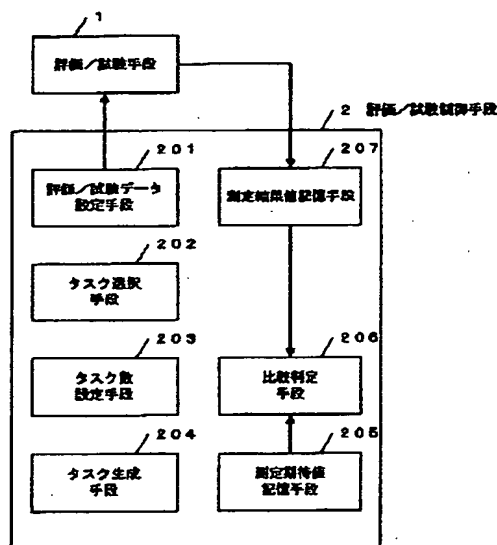 1
評価／試験手段
2 評価／試験制御手段
201
評価／試験データ
設定手段
202
タスク選択
手段
203
タスク数
設定手段
204
タスク生成
手段
207
測定結果値記憶手段
206
比較判定
手段
205
測定期待値
記憶手段